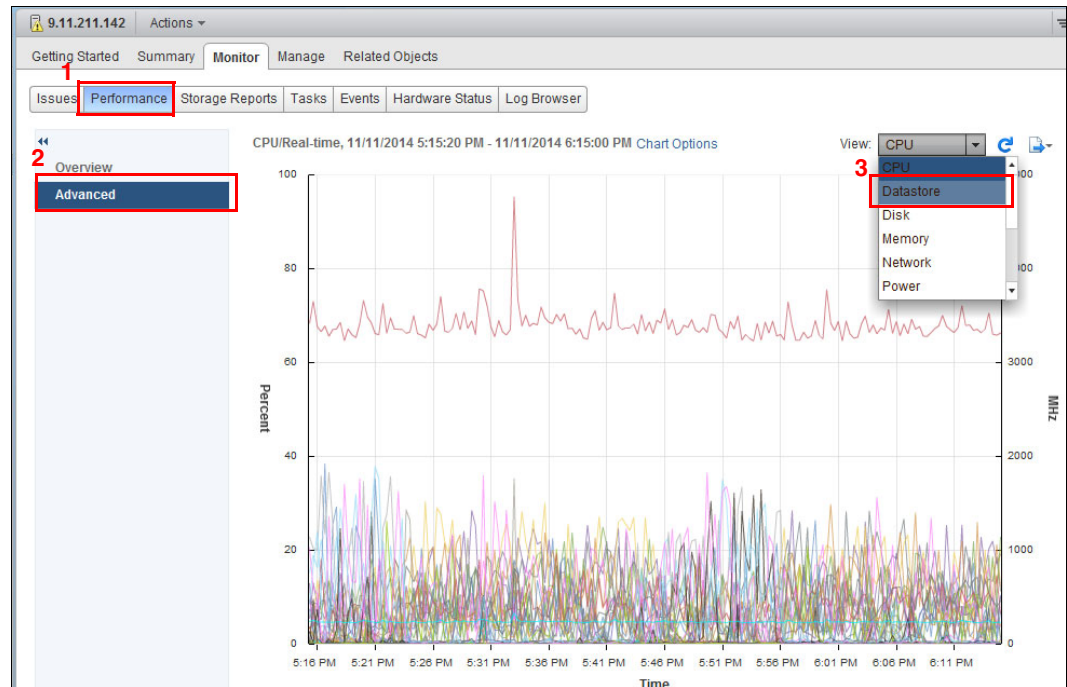 9.11.211.142 Actions
Getting Started Summary Monitor Manage Related Objects
1
Issues Performance Storage Reports Tasks Events Hardware Status Log Browser
2
Overview
Advanced
CPU/Real-time, 11/11/2014 5:15:20 PM - 11/11/2014 6:15:00 PM Chart Options
View: CPU
3
CPU
Datastore
Disk
Memory
Network
Power
100
80
60
40
20
0
Percent
3000
2000
1000
0
MHz
5:16 PM 5:21 PM 5:26 PM 5:31 PM 5:36 PM 5:41 PM 5:46 PM 5:51 PM 5:56 PM 6:01 PM 6:06 PM 6:11 PM
Time